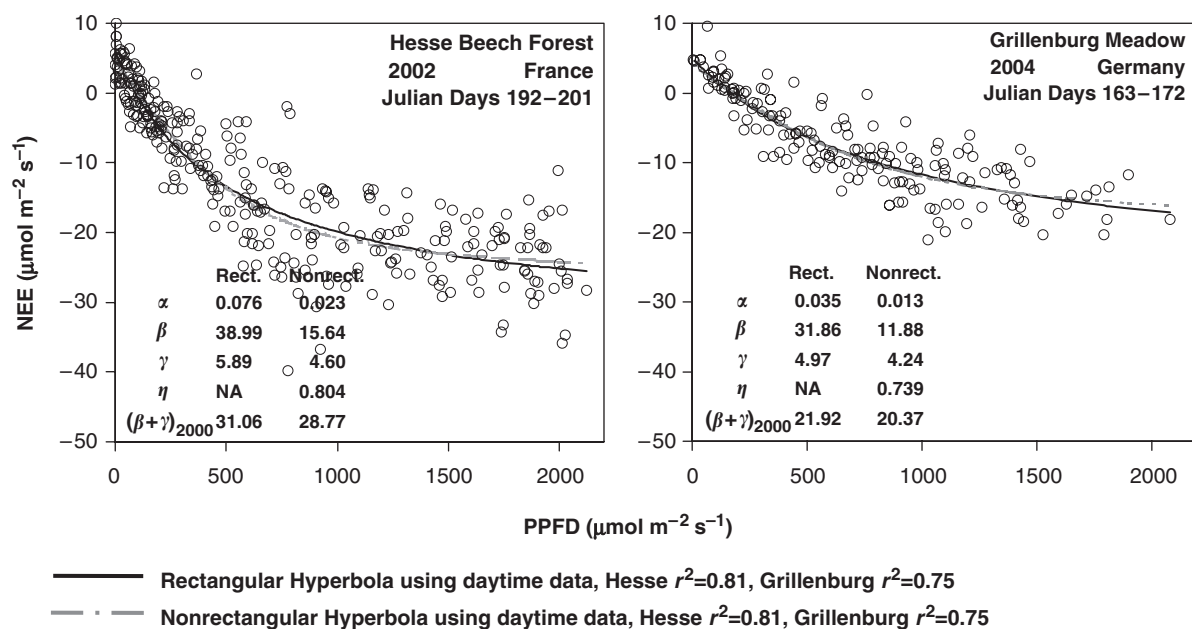 Hesse Beech Forest
2002 France
Julian Days 192–201
Grillenburg Meadow
2004 Germany
Julian Days 163–172
NEE (μmol m⁻² s⁻¹)
10
0
−10
−20
−30
−40
−50
10
0
−10
−20
−30
−40
−50
Rect. Nonrect.
α 0.076 0.023
β 38.99 15.64
γ 5.89 4.60
η NA 0.804
(β+γ)₂₀₀₀ 31.06 28.77
Rect. Nonrect.
α 0.035 0.013
β 31.86 11.88
γ 4.97 4.24
η NA 0.739
(β+γ)₂₀₀₀ 21.92 20.37
0 500 1000 1500 2000
0 500 1000 1500 2000
PPFD (μmol m⁻² s⁻¹)
Rectangular Hyperbola using daytime data, Hesse r²=0.81, Grillenburg r²=0.75
Nonrectangular Hyperbola using daytime data, Hesse r²=0.81, Grillenburg r²=0.75